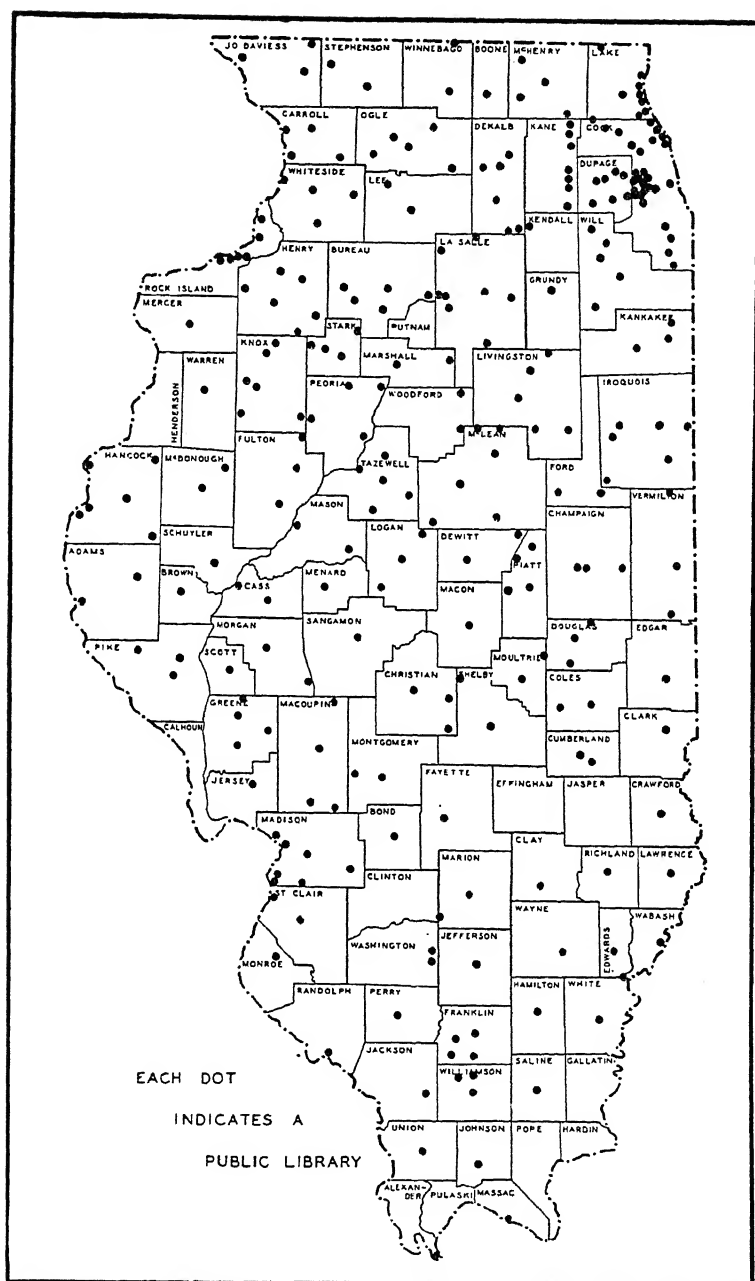 JO DAVIESS
STEPHENSON
WINNEBAGO
BOONE
McHENRY
LAKE
CARROLL
OGLE
DEKALB
KANE
COOK
DUPAGE
WHITESIDE
LEE
KENDALL
WILL
LA SALLE
HENRY
BUREAU
ROCK ISLAND
GRUNDY
MERCER
STARK
PUTNAM
KANKAKEE
KNOX
MARSHALL
WARREN
LIVINGSTON
HENDERSON
PEORIA
WOODFORD
IROQUOIS
McLEAN
FULTON
HANCOCK
McDONOUGH
TAZEWELL
FORD
VERMILION
MASON
CHAMPAIGN
SCHUYLER
LOGAN
DEWITT
ADAMS
PIATT
BROWN
CASS
MENARD
MACON
MORGAN
SANGAMON
DOUGLAS
EDGAR
PIKE
SCOTT
MOULTRIE
CHRISTIAN
SHELBY
COLES
GREENE
MACOUPIN
CLARK
CALHOUN
MONTGOMERY
CUMBERLAND
JERSEY
FAYETTE
EFFINGHAM
JASPER
CRAWFORD
MADISON
BOND
CLAY
MARION
RICHLAND
LAWRENCE
CLINTON
ST CLAIR
WAYNE
WABASH
JEFFERSON
WASHINGTON
EDWARDS
MONROE
HAMILTON
WHITE
RANDOLPH
PERRY
FRANKLIN
JACKSON
SALINE
GALLATIN
WILLIAMSON
EACH DOT
INDICATES A
PUBLIC LIBRARY
UNION
JOHNSON
POPE
HARDIN
ALEXAN-
DER
PULASKI
MASSAC